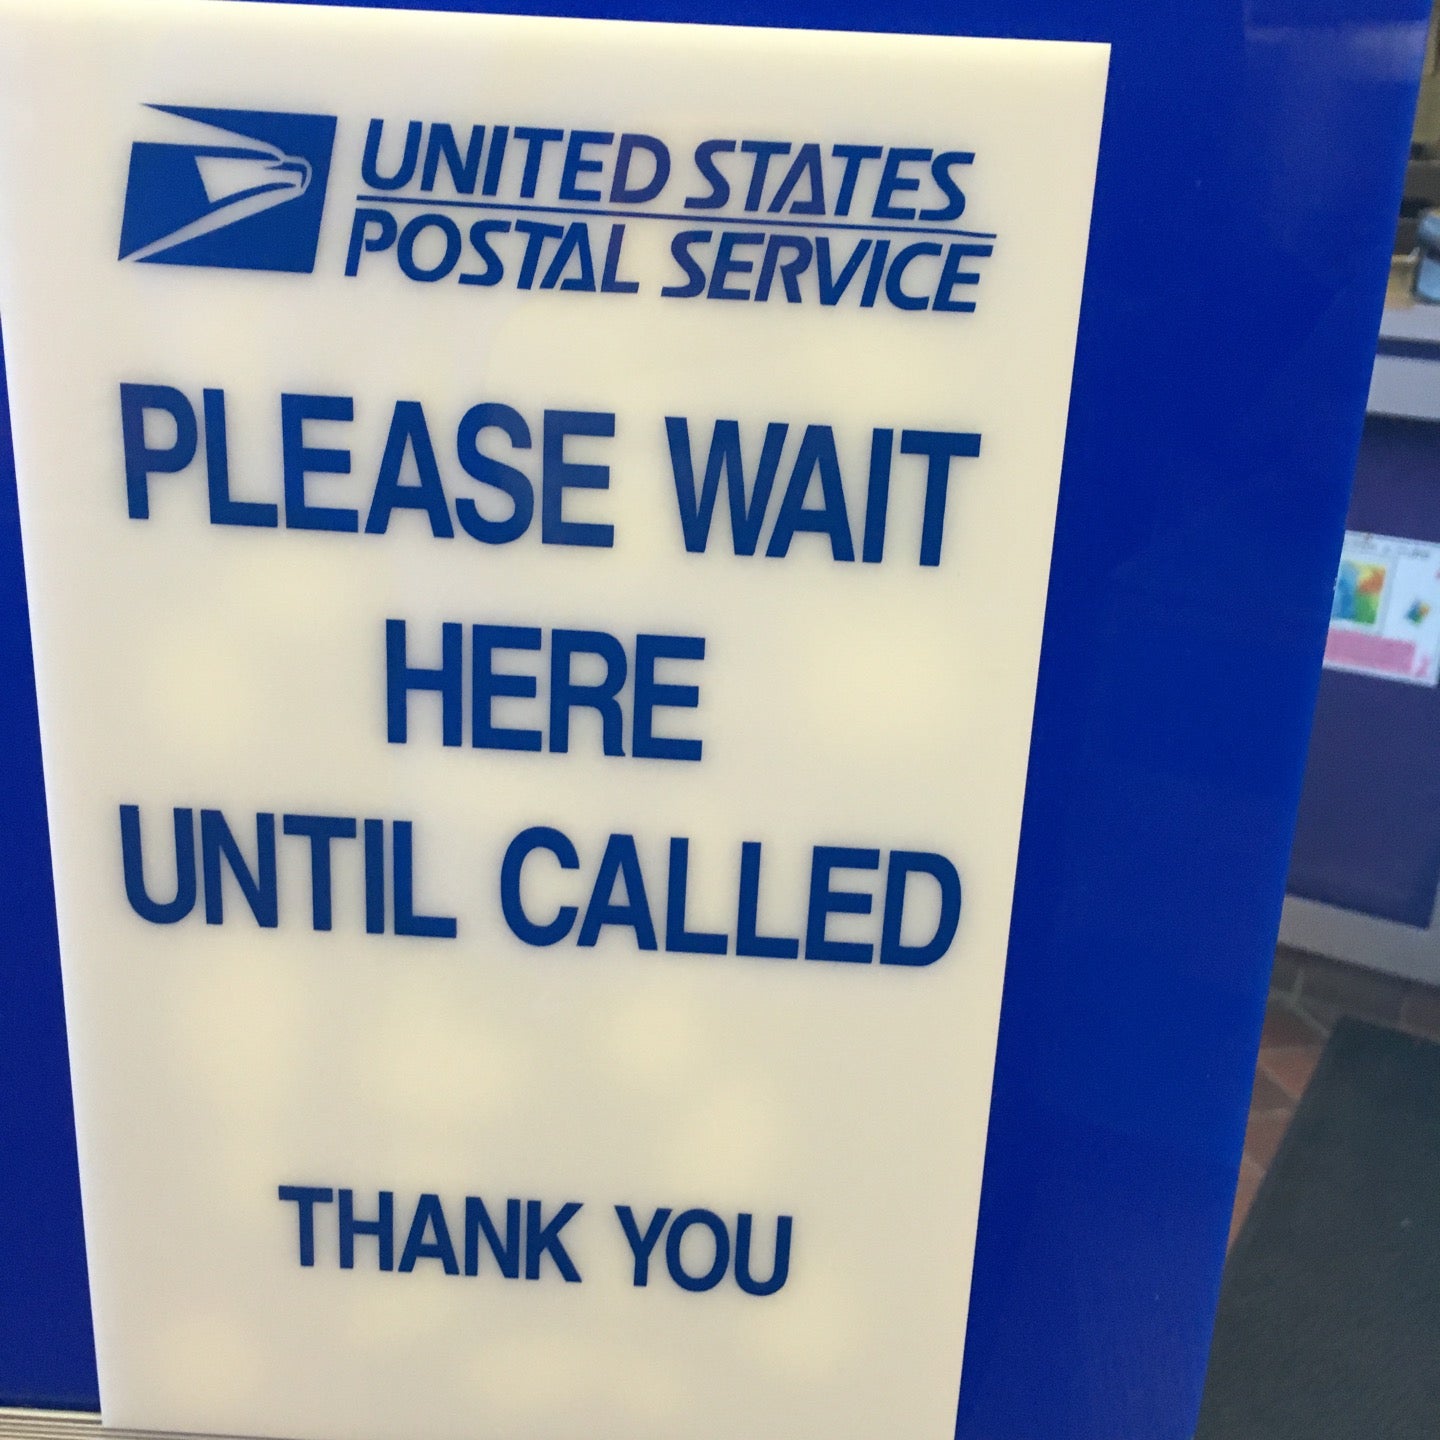 UNITED STATES
POSTAL SERVICE
PLEASE WAIT
HERE
UNTIL CALLED
THANK YOU